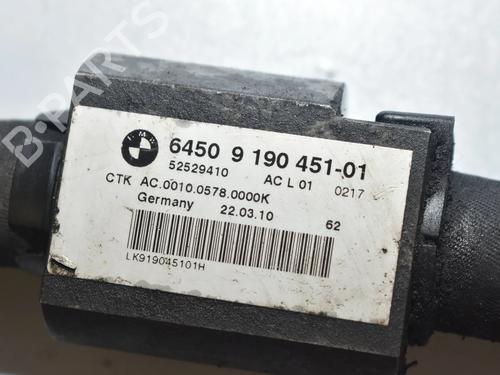 B-PARTS
BMW
6450 9 190 451-01
52529410 AC L 01 0217
CTK AC.0010.0578.0000K
Germany 22.03.10 62
LK919045101H